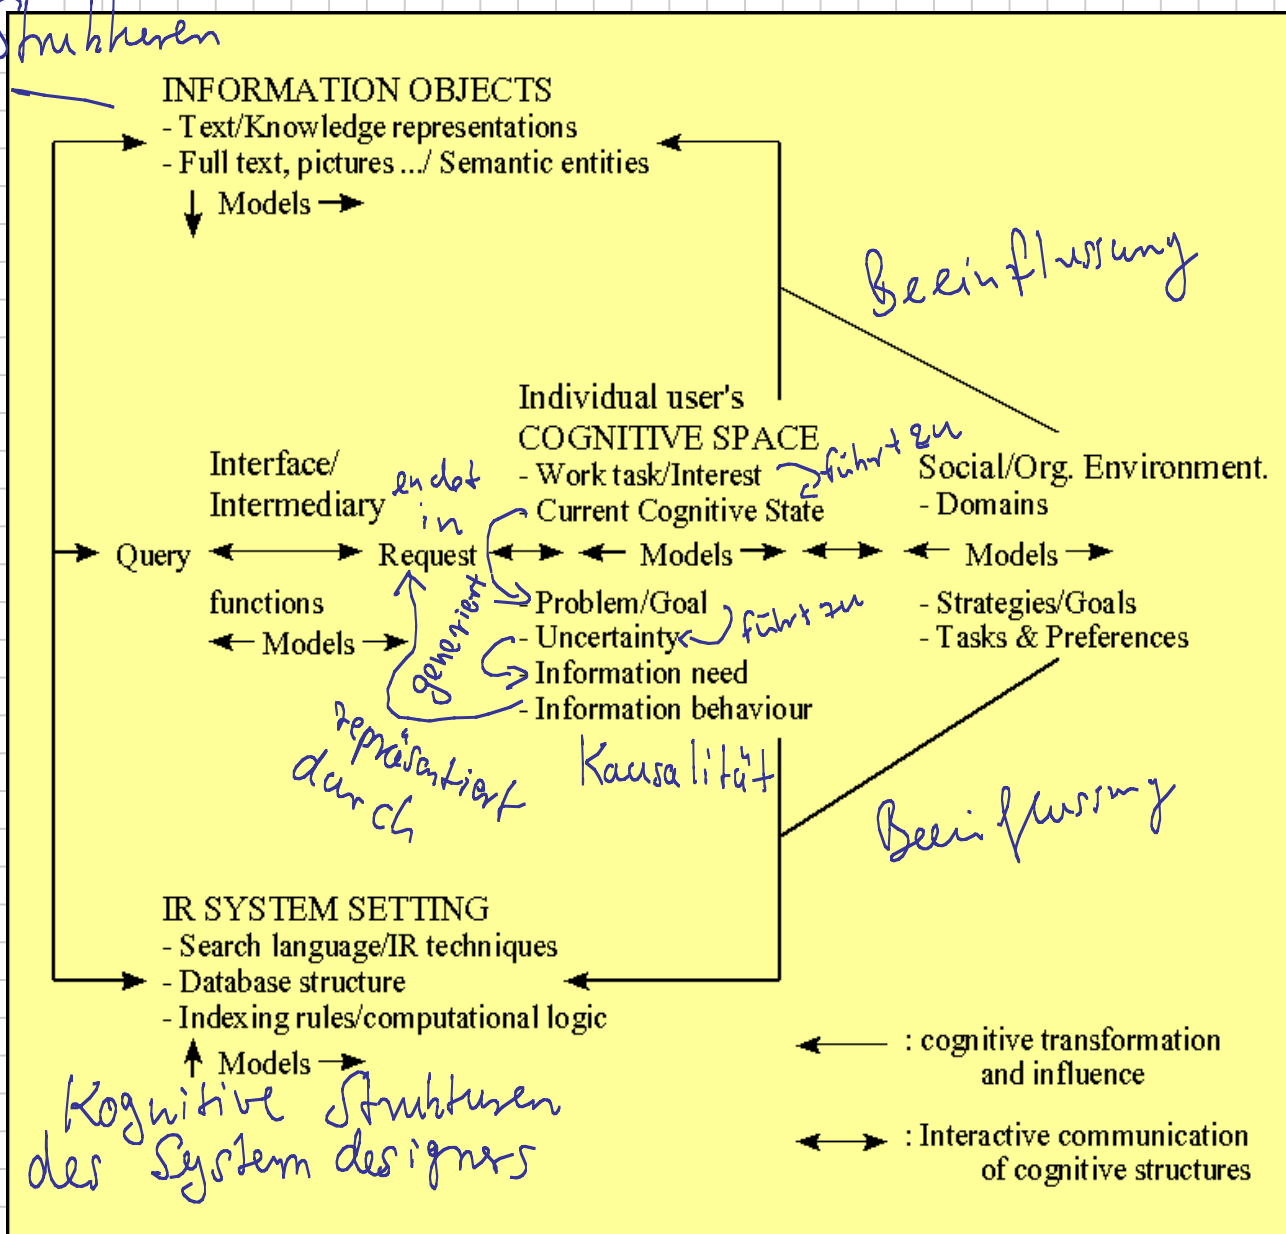 Strukturen
INFORMATION OBJECTS
- Text/Knowledge representations
- Full text, pictures .../ Semantic entities
Models
Beeinflussung
Individual user's
COGNITIVE SPACE
- Work task/Interest
führt zu
- Current Cognitive State
Interface/
Intermediary
endet
in
Social/Org. Environment.
- Domains
Query
Request
Models
Models
generiert
functions
Models
- Problem/Goal
- Uncertainty
führt zu
- Information need
- Information behaviour
- Strategies/Goals
- Tasks & Preferences
repräsentiert
durch
Kausalität
Beeinflussung
IR SYSTEM SETTING
- Search language/IR techniques
- Database structure
- Indexing rules/computational logic
Models
Kognitive Strukturen
des Systemdesigners
: cognitive transformation
and influence
: Interactive communication
of cognitive structures